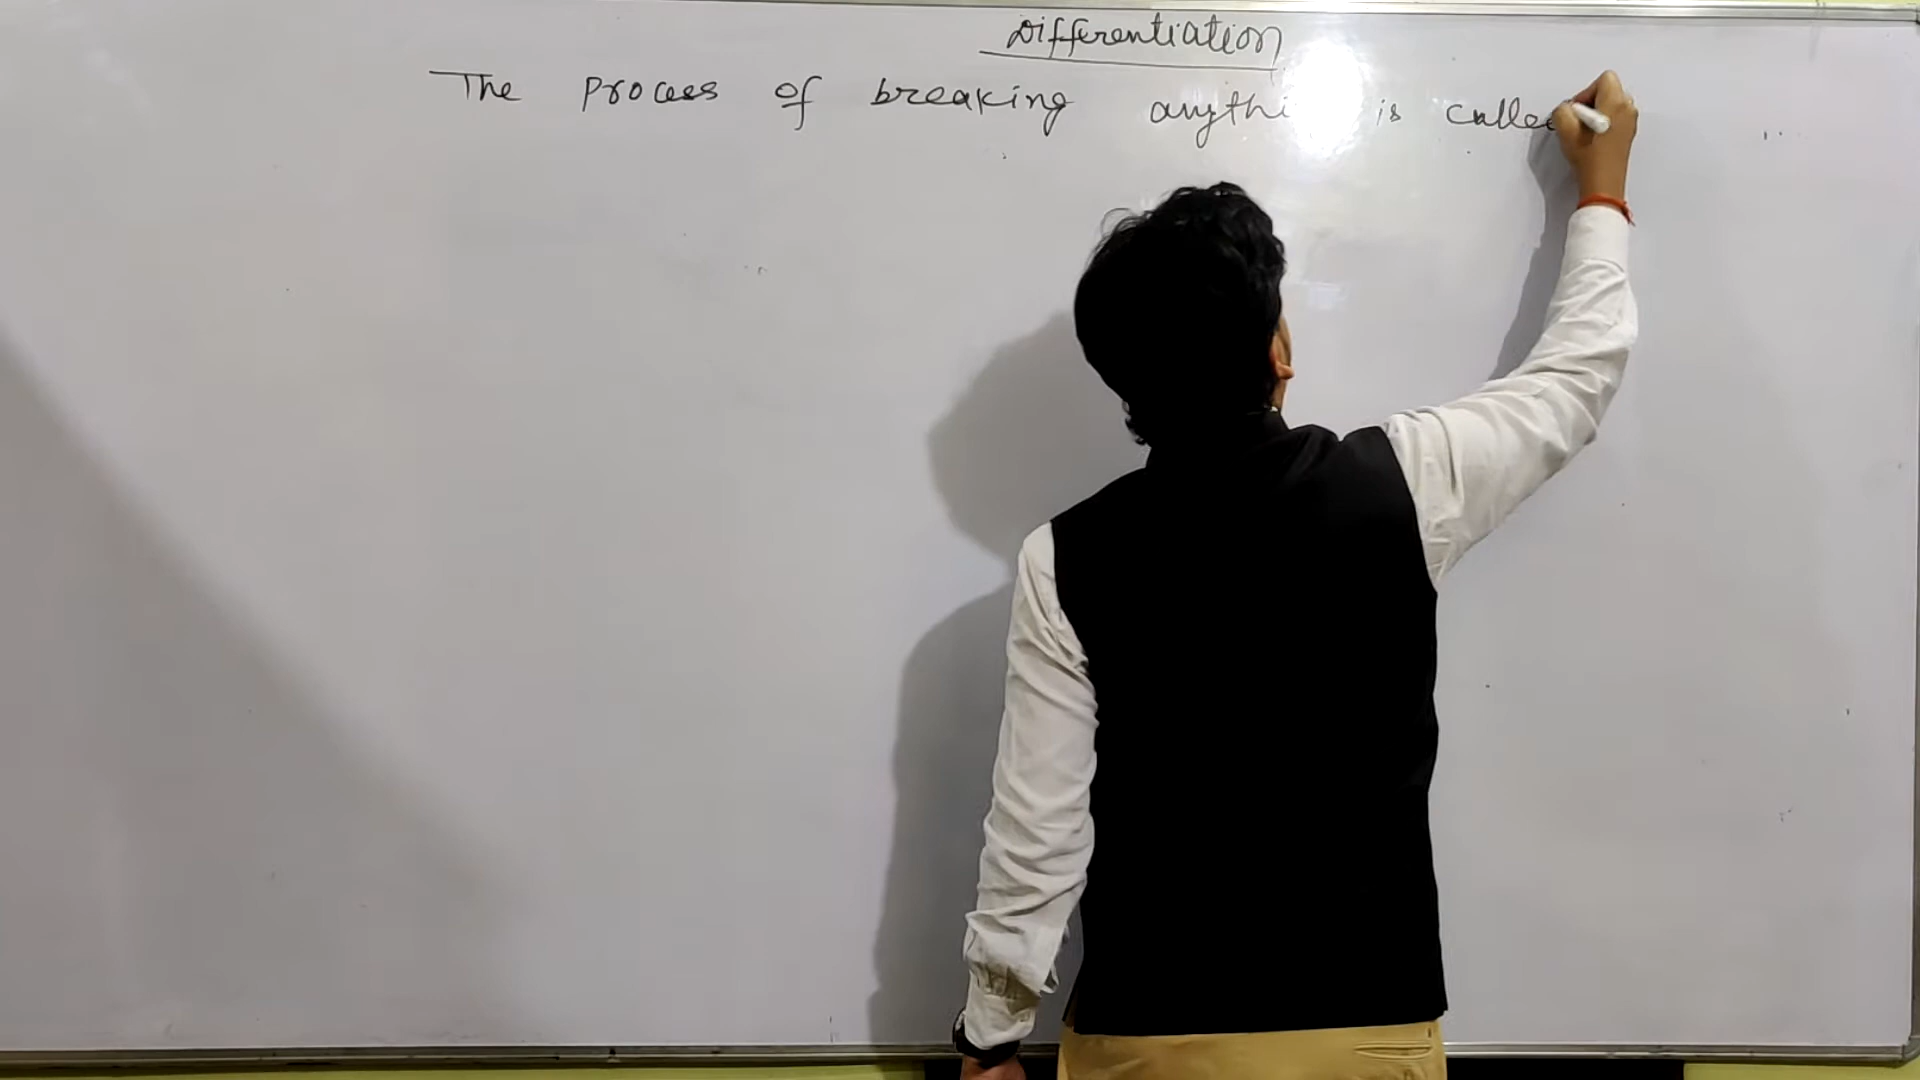 Differentiation
The process of breaking anythi is calle